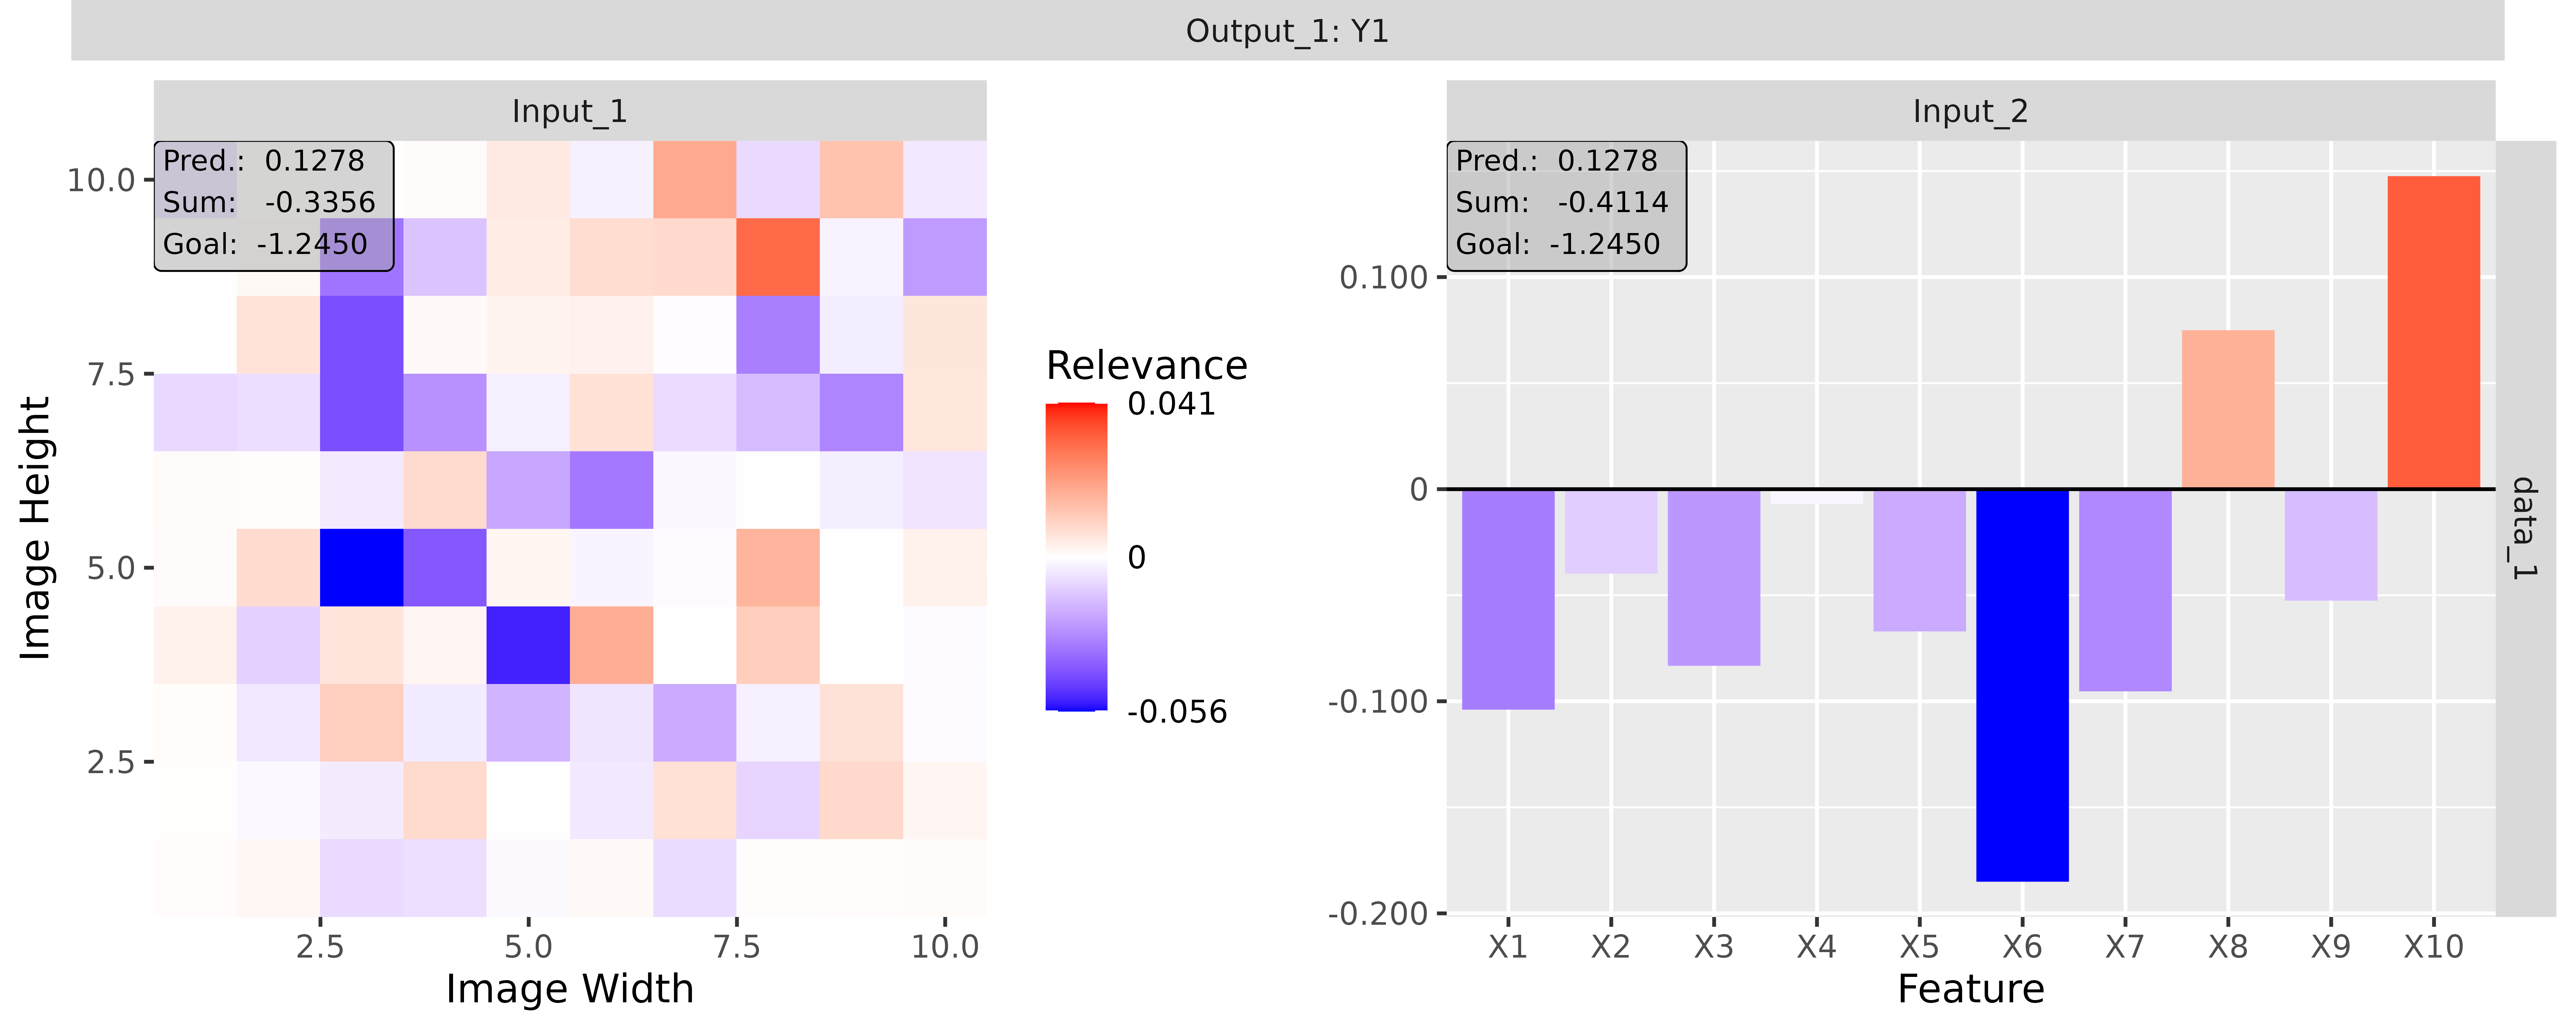 Output_1: Y1
Input_1
Pred.: 0.1278
Sum: -0.3356
Goal: -1.2450
10.0
7.5
5.0
2.5
Image Height
2.5 5.0 7.5 10.0
Image Width
Relevance
0.041
0
-0.056
Input_2
Pred.: 0.1278
Sum: -0.4114
Goal: -1.2450
0.100
0
-0.100
-0.200
X1 X2 X3 X4 X5 X6 X7 X8 X9 X10
Feature
data_1